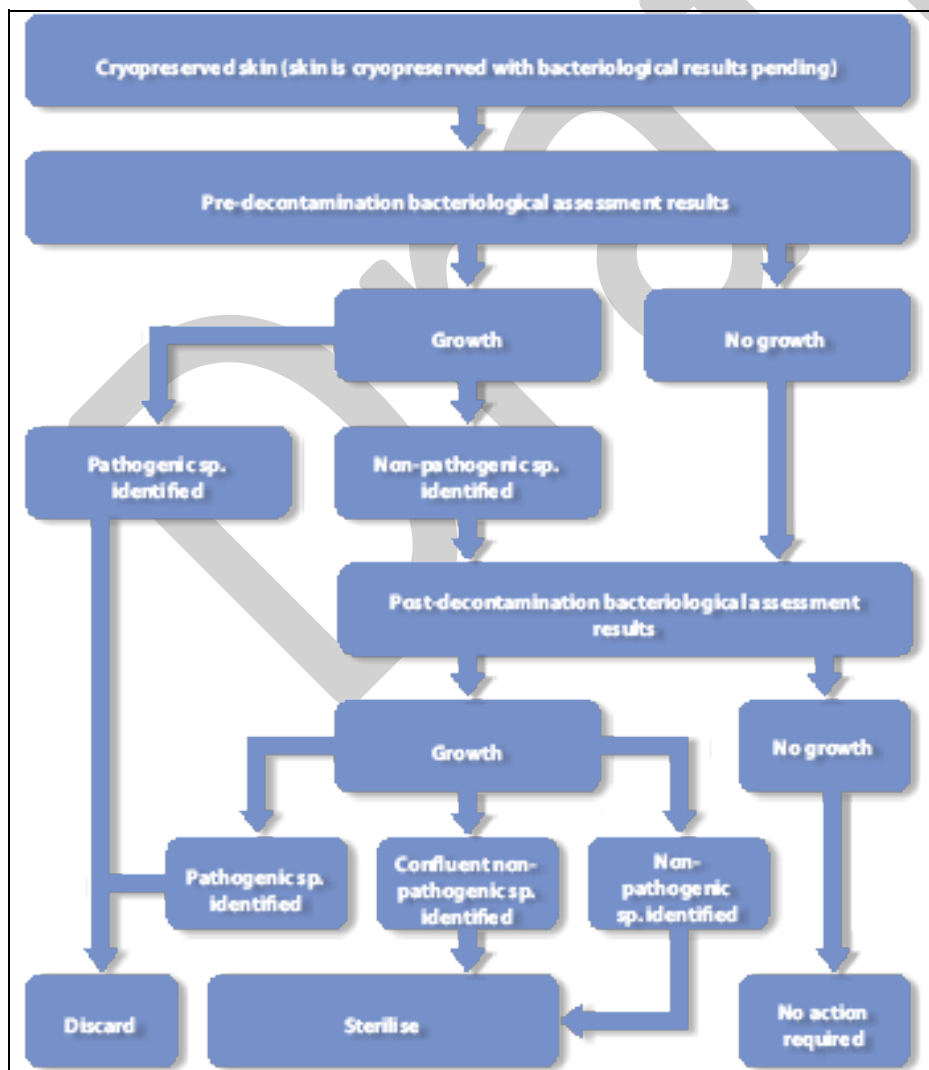 Cryopreserved skin (skin is cryopreserved with bacteriological results pending)
Pre-decontamination bacteriological assessment results
Growth
No growth
Pathogenic sp.
identified
Non-pathogenic sp.
identified
Post-decontamination bacteriological assessment
results
Growth
No growth
Pathogenic sp.
identified
Confluent non-
pathogenic sp.
identified
Non-
pathogenic
sp. identified
Discard
Sterilise
No action
required